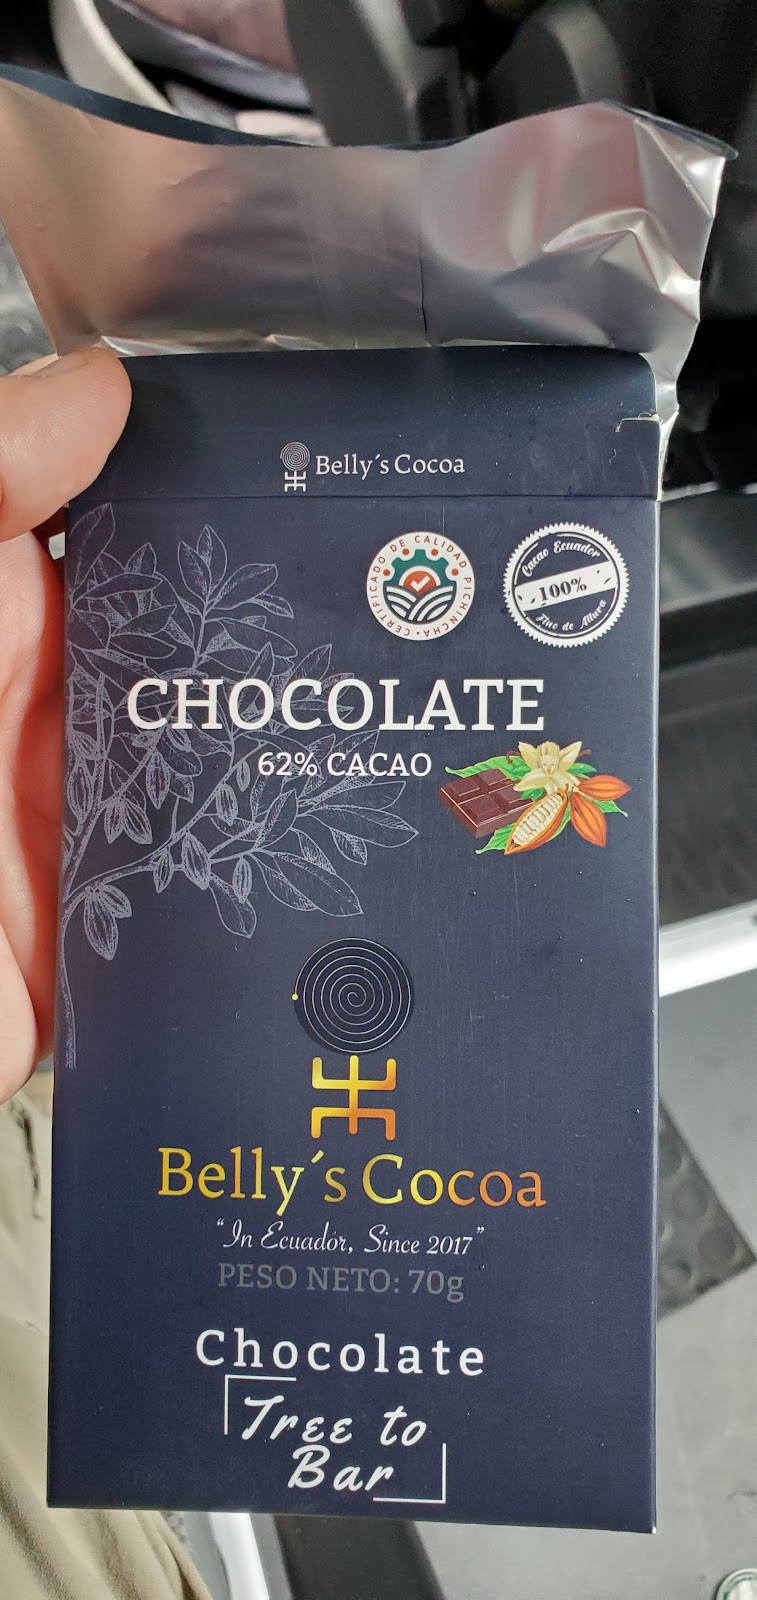 Belly´s Cocoa
CERTIFICADO DE CALIDAD PICHINCHA
Cacao Ecuador
100%
Fino de Altura
CHOCOLATE
62% CACAO
Belly´s Cocoa
“In Ecuador, Since 2017”
PESO NETO: 70g
Chocolate
Tree to
Bar